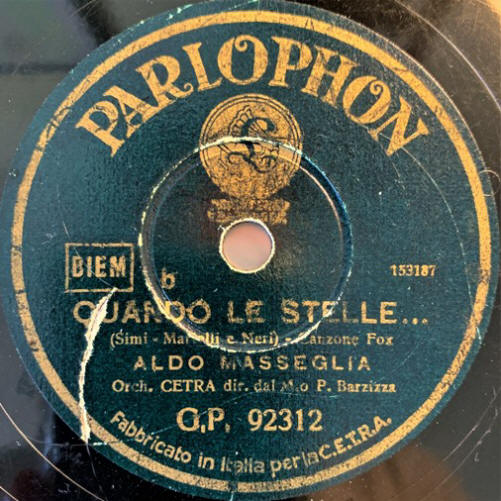 PARLOPHON
£
BIEM
b
153187
QUANDO LE STELLE...
(Simi - Martelli e Neri) - Canzone Fox
ALDO MASSEGLIA
Orch. CETRA dir. dal M.o P. Barzizza
G.P. 92312
Fabbricato in Italia per la C.E.T.R.A.